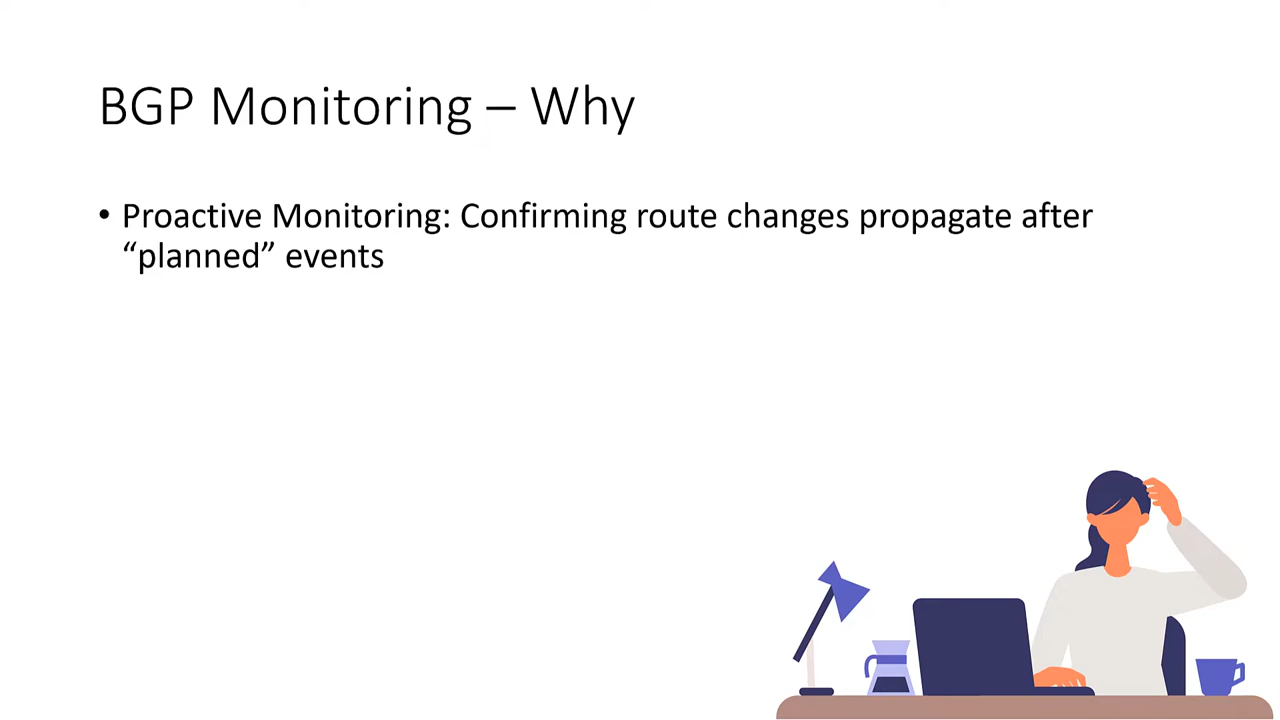 BGP Monitoring – Why
• Proactive Monitoring: Confirming route changes propagate after
“planned” events